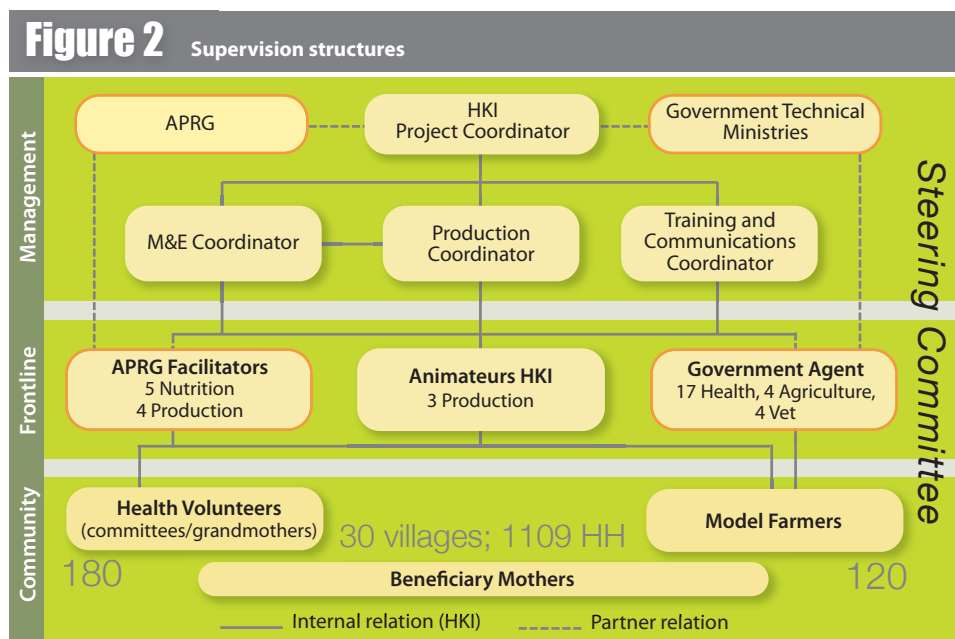 Figure 2 Supervision structures
Management
APRG
HKI
Project Coordinator
Government Technical
Ministries
M&E Coordinator
Production
Coordinator
Training and
Communications
Coordinator
Steering Committee
Frontline
APRG Facilitators
5 Nutrition
4 Production
Animateurs HKI
3 Production
Government Agent
17 Health, 4 Agriculture,
4 Vet
Community
Health Volunteers
(committees/grandmothers)
30 villages; 1109 HH
Model Farmers
180
Beneficiary Mothers
120
Internal relation (HKI)
Partner relation